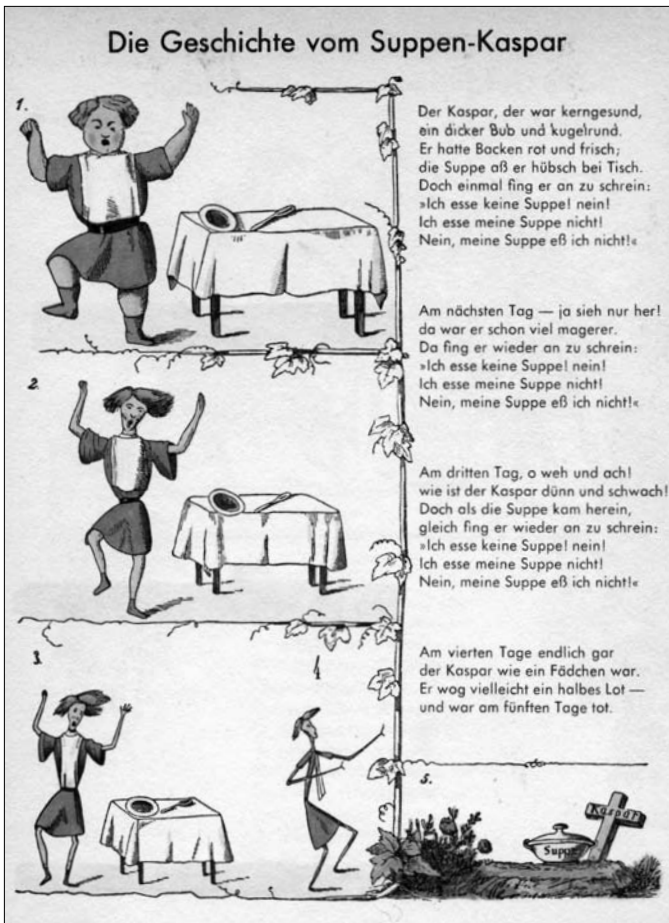 Die Geschichte vom Suppen-Kaspar
1.
Der Kaspar, der war kerngesund,
ein dicker Bub und kugelrund.
Er hatte Backen rot und frisch;
die Suppe aß er hübsch bei Tisch.
Doch einmal fing er an zu schrein:
»Ich esse keine Suppe! nein!
Ich esse meine Suppe nicht!
Nein, meine Suppe eß ich nicht!«
Am nächsten Tag — ja sieh nur her!
da war er schon viel magerer.
Da fing er wieder an zu schrein:
»Ich esse keine Suppe! nein!
Ich esse meine Suppe nicht!
Nein, meine Suppe eß ich nicht!«
2.
Am dritten Tag, o weh und ach!
wie ist der Kaspar dünn und schwach!
Doch als die Suppe kam herein,
gleich fing er wieder an zu schrein:
»Ich esse keine Suppe! nein!
Ich esse meine Suppe nicht!
Nein, meine Suppe eß ich nicht!«
3.
4
Am vierten Tage endlich gar
der Kaspar wie ein Fädchen war.
Er wog vielleicht ein halbes Lot —
und war am fünften Tage tot.
5.
Kaspar